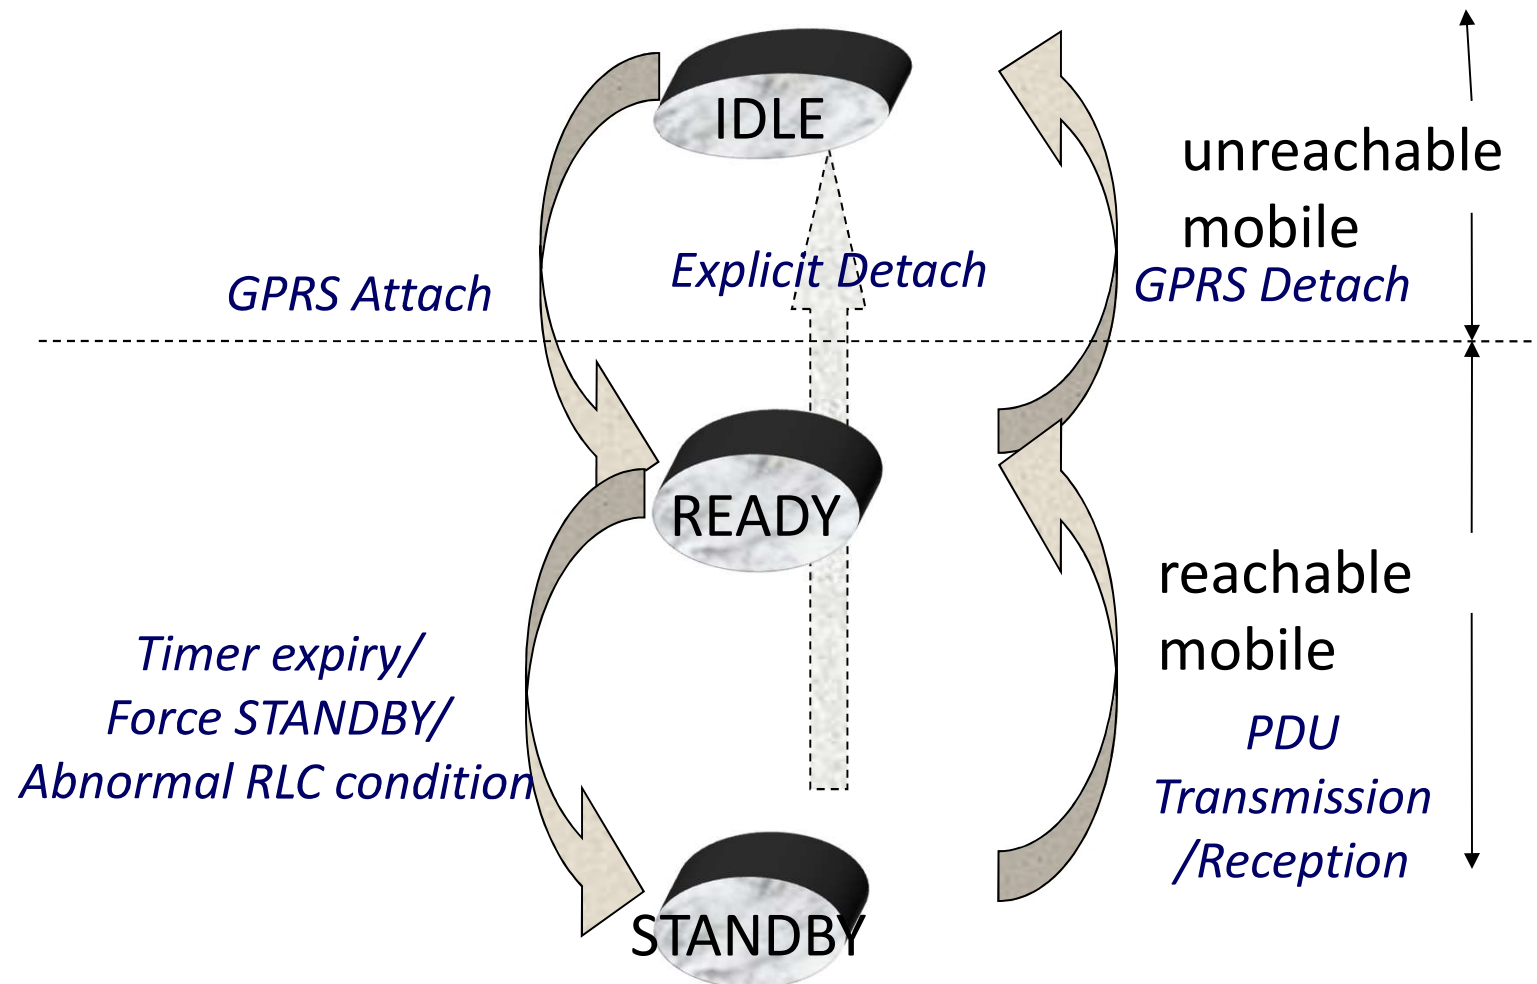 IDLE
unreachable
mobile
Explicit Detach
GPRS Attach
GPRS Detach
READY
reachable
mobile
Timer expiry/
Force STANDBY/
Abnormal RLC condition
PDU
Transmission
/Reception
STANDBY